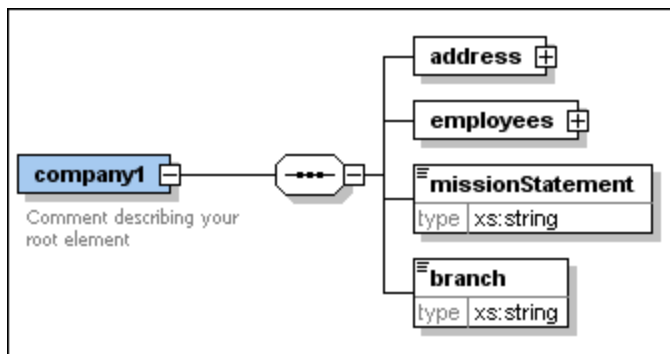 address
employees
company1
Comment describing your
root element
missionStatement
type xs:string
branch
type xs:string